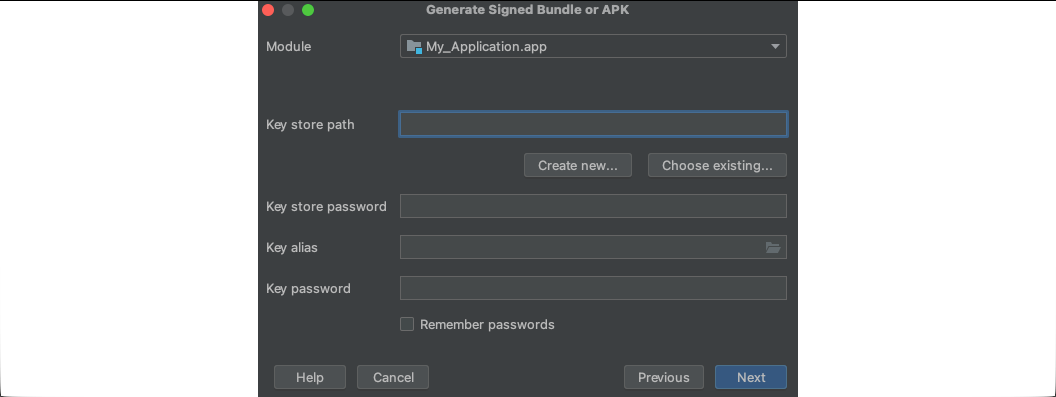 Generate Signed Bundle or APK
Module My_Application.app
Key store path
Create new... Choose existing...
Key store password
Key alias
Key password
Remember passwords
Help Cancel Previous Next